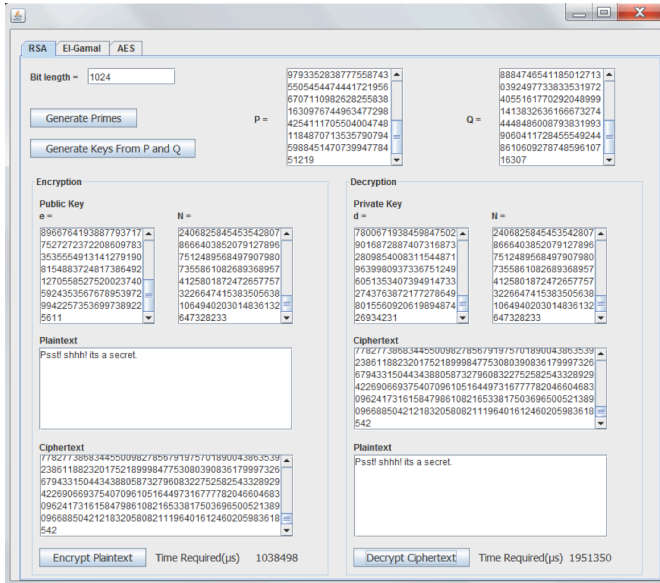 RSA El-Gamal AES
Bit length = 1024
Generate Primes
Generate Keys From P and Q
P =
9793352838777558743
5505454474441721956
6707110982628255838
1630976744963477298
4254111705504004748
1184870713535790794
5988451470739947784
51219
Q =
8884746541185012713
0392497733833531972
4055161770292048999
1413832636166673274
4448486008793831993
9060411728455549244
8610609278748596107
16307
Encryption
Public Key
e =
8966764193887793717
7527272372208609783
3535554913141279190
8154883724817386492
1270558527520023740
5924353567678953972
9942257353699738922
5611
N =
2406825845453542807
8666403852079127896
7512489568497907980
7355861082689368957
4125801872472657757
3226647415383505638
1064940203014836132
647328233
Plaintext
Psst! shhh! its a secret.
Ciphertext
778277386834455009827856791975701890043863539
2386118823201752189998477530803908361799973 26
6794331504434388058732796083227525825433289 29
4226906693754070961051644973167777820466046 83
0962417316158479861082165338175036965005213 89
0966885042121832058082111964016124602059836 18
542
Encrypt Plaintext Time Required(µs) 1038498
Decryption
Private Key
d =
7800671938459847502
9016872887407316873
2809854008311544871
9639980937336751249
6051353407394914733
2743763872177278649
8015560920619894874
26934231
N =
2406825845453542807
8666403852079127896
7512489568497907980
7355861082689368957
4125801872472657757
3226647415383505638
1064940203014836132
647328233
Ciphertext
778277386834455009827856791975701890043863539
2386118823201752189998477530803908361799973 26
6794331504434388058732796083227525825433289 29
4226906693754070961051644973167777820466046 83
0962417316158479861082165338175036965005213 89
0966885042121832058082111964016124602059836 18
542
Plaintext
Psst! shhh! its a secret.
Decrypt Ciphertext Time Required(µs) 1951350